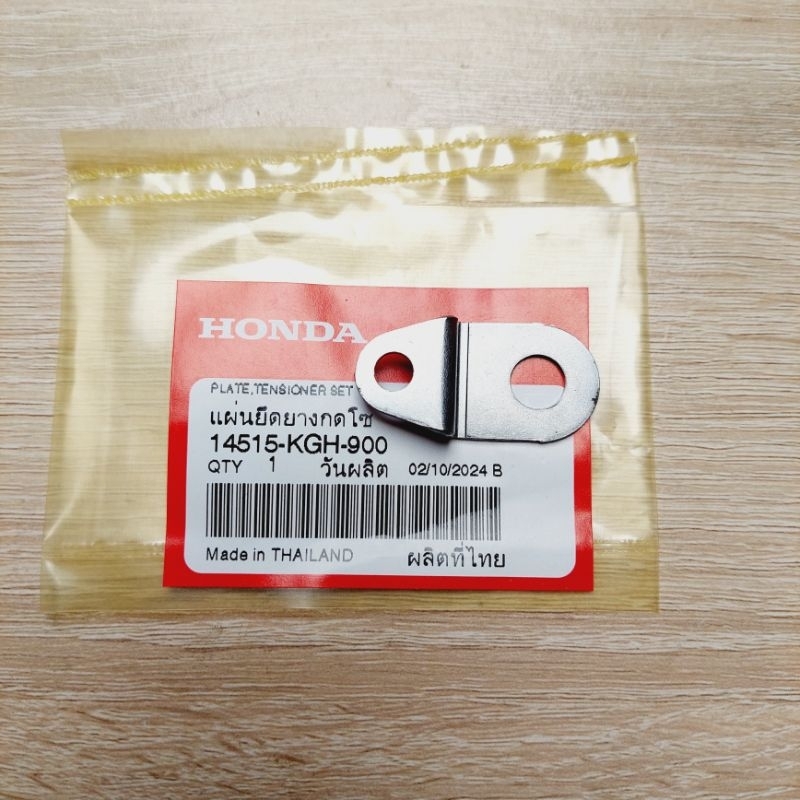 HONDA
PLATE,TENSIONER SET
แผ่นยึดยางกดโซ่
14515-KGH-900
QTY 1 วันผลิต 02/10/2024 B
Made in THAILAND ผลิตที่ไทย